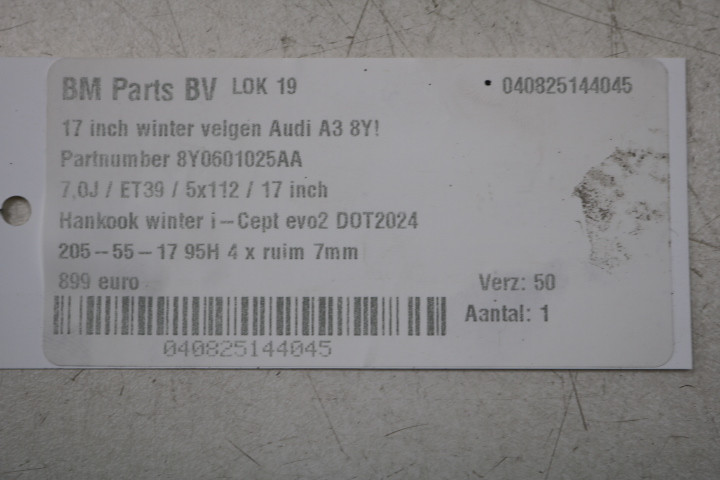 BM Parts BV LOK 19 • 040825144045
17 inch winter velgen Audi A3 8Y!
Partnumber 8Y0601025AA
7,0J / ET39 / 5x112 / 17 inch
Hankook winter i-Cept evo2 DOT2024
205-55-17 95H 4 x ruim 7mm
899 euro Verz: 50
Aantal: 1
040825144045